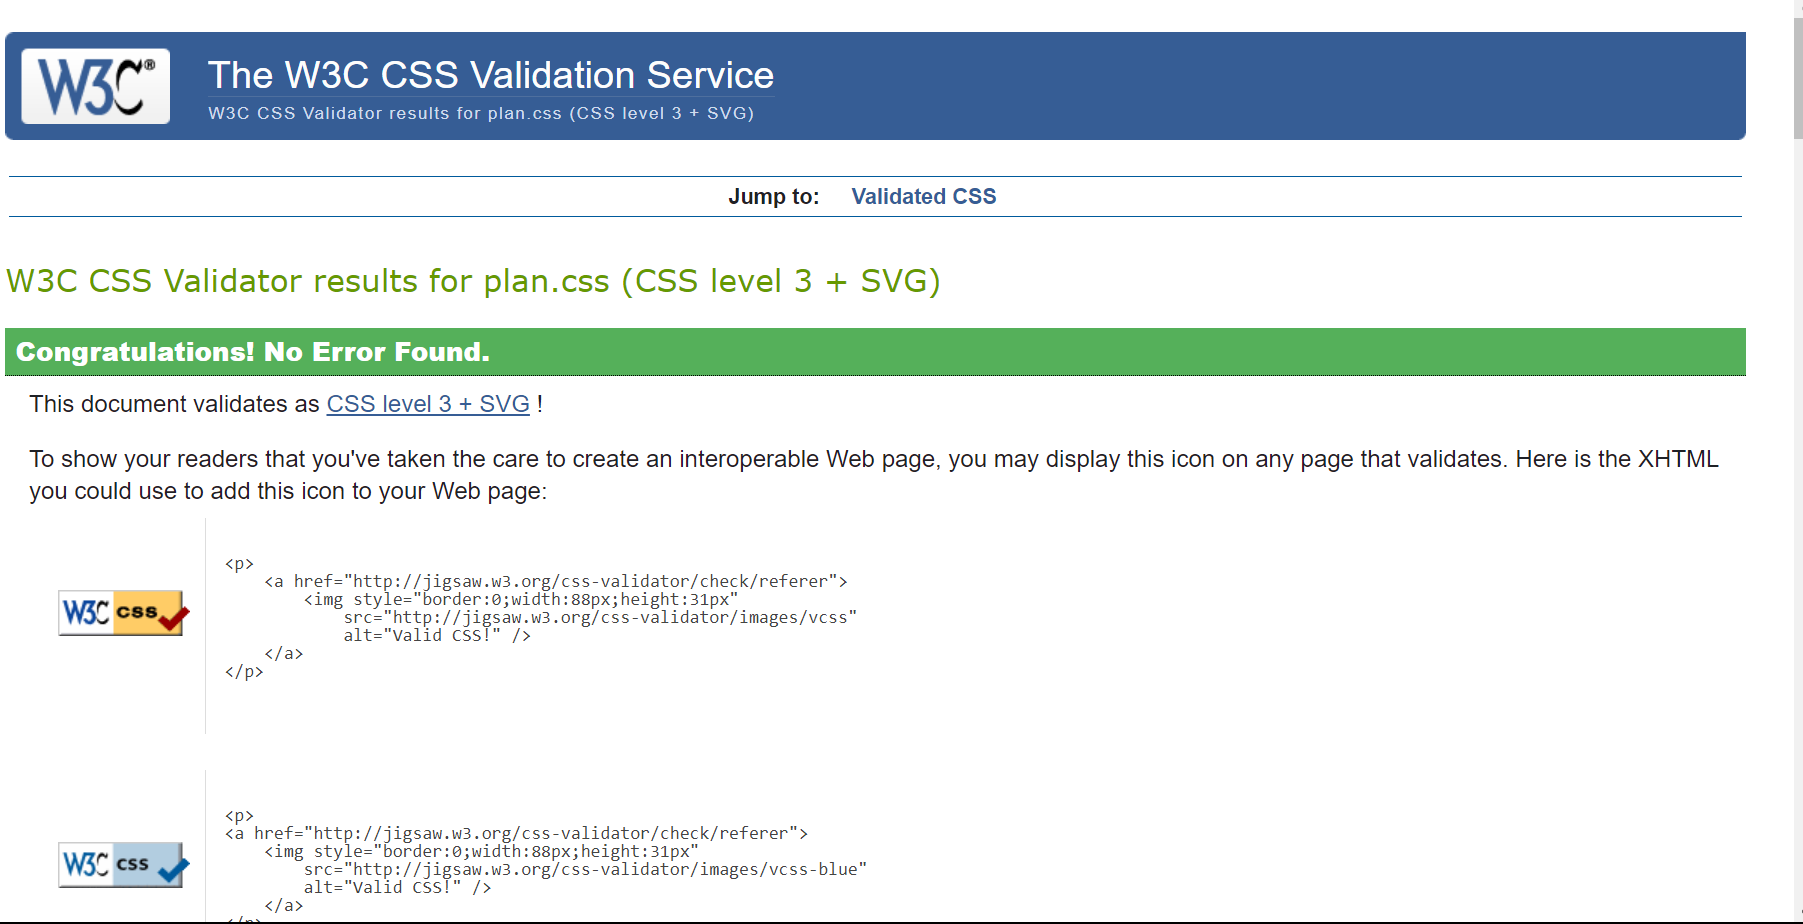 W3C®
The W3C CSS Validation Service
W3C CSS Validator results for plan.css (CSS level 3 + SVG)
Jump to: Validated CSS
W3C CSS Validator results for plan.css (CSS level 3 + SVG)
Congratulations! No Error Found.
This document validates as CSS level 3 + SVG !
To show your readers that you've taken the care to create an interoperable Web page, you may display this icon on any page that validates. Here is the XHTML
you could use to add this icon to your Web page:
W3C css
<p>
<a href="http://jigsaw.w3.org/css-validator/check/referer">
<img style="border:0;width:88px;height:31px"
src="http://jigsaw.w3.org/css-validator/images/vcss"
alt="Valid CSS!" />
</a>
</p>
W3C css
<p>
<a href="http://jigsaw.w3.org/css-validator/check/referer">
<img style="border:0;width:88px;height:31px"
src="http://jigsaw.w3.org/css-validator/images/vcss-blue"
alt="Valid CSS!" />
</a>
</p>